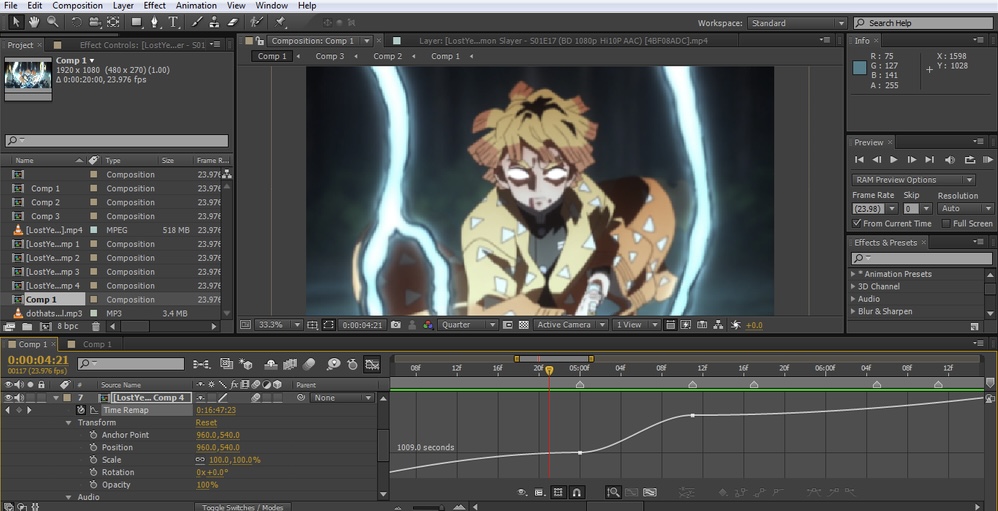 File Edit Composition Layer Effect Animation View Window Help
Workspace: Standard Search Help
Project Effect Controls: [LostYe...er - S01
Composition: Comp 1 Layer: [LostYe...mon Slayer - S01E17 (BD 1080p Hi10P AAC) [4BF08ADC].mp4
Info
Comp 1
1920 x 1080 (480 x 270) (1.00)
Δ 0:00:20:00, 23.976 fps
Comp 1 Comp 3 Comp 2 Comp 1
R : 75
G : 127
B : 141
A : 255
X : 1598
Y : 1028
Name Type Size Frame R...
Composition 23.976
Comp 1 Composition 23.976
Comp 2 Composition 23.976
Comp 3 Composition 23.976
[LostYe...].mp4 MPEG 518 MB 23.976
[LostYe...mp 1 Composition 23.976
[LostYe...mp 2 Composition 23.976
[LostYe...mp 3 Composition 23.976
[LostYe...mp 4 Composition 23.976
Comp 1 Composition 23.976
dothats...l.mp3 MP3 3.4 MB
8 bpc
Preview
RAM Preview Options
Frame Rate Skip Resolution
(23.98) 0 Auto
From Current Time Full Screen
Effects & Presets
* Animation Presets
3D Channel
Audio
Blur & Sharpen
33.3% 0:00:04:21 Quarter Active Camera 1 View +0.0
Comp 1 Comp 1
0:00:04:21
00117 (23.976 fps)
08F 12F 16F 20F 05:00F 04F 08F 12F 16F 20F 06:00F 04F 08F 12F
# Source Name Parent
7 [LostYe... Comp 4 None
Time Remap 0:16:47:23
Transform Reset
Anchor Point 960.0,540.0
Position 960.0,540.0
Scale 100.0,100.0%
Rotation 0x+0.0°
Opacity 100%
Audio
1009.0 seconds
Toggle Switches / Modes